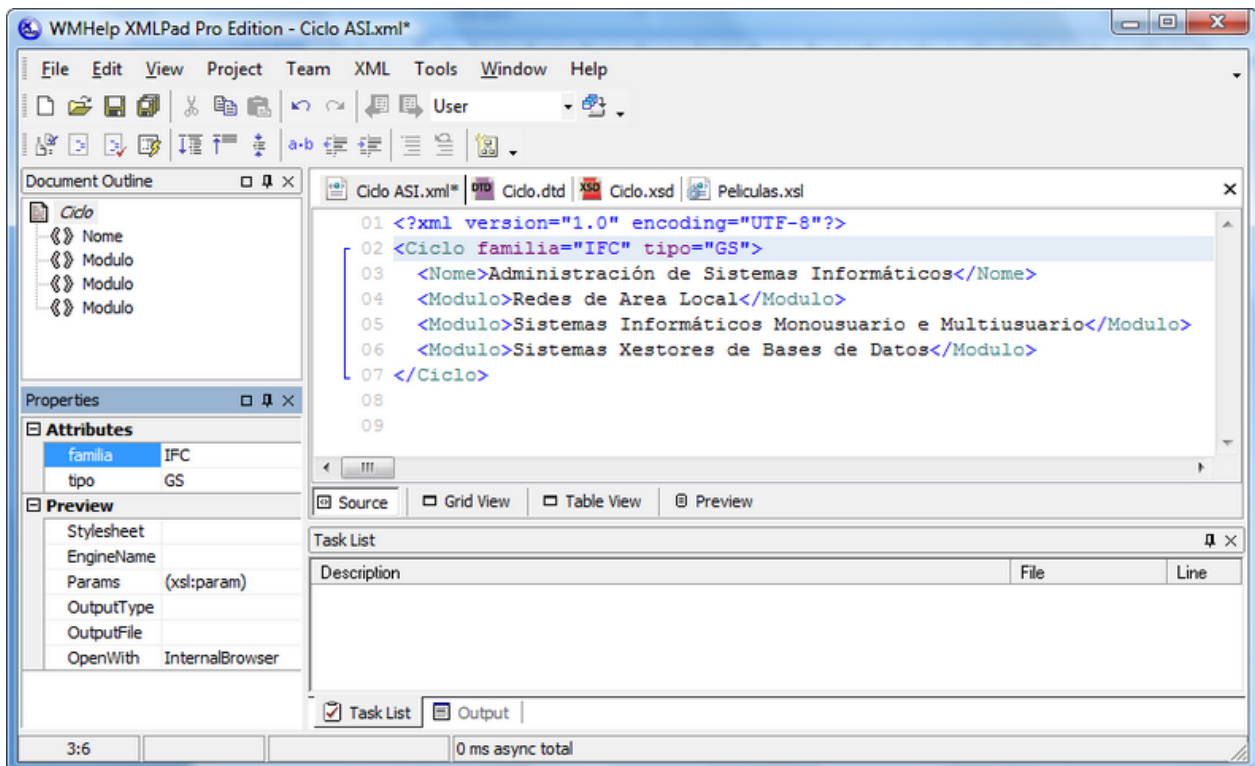 WMHelp XMLPad Pro Edition - Ciclo ASI.xml*
File Edit View Project Team XML Tools Window Help
User
a·b
Document Outline
Ciclo
Nome
Modulo
Modulo
Modulo
Properties
Attributes
familia IFC
tipo GS
Preview
Stylesheet
EngineName
Params (xsl:param)
OutputType
OutputFile
OpenWith InternalBrowser
Ciclo ASI.xml* DTD Ciclo.dtd XSD Ciclo.xsd Peliculas.xsl
01 <?xml version="1.0" encoding="UTF-8"?>
02 <Ciclo familia="IFC" tipo="GS">
03 <Nome>Administración de Sistemas Informáticos</Nome>
04 <Modulo>Redes de Area Local</Modulo>
05 <Modulo>Sistemas Informáticos Monousuario e Multiusuario</Modulo>
06 <Modulo>Sistemas Xestores de Bases de Datos</Modulo>
07 </Ciclo>
08
09
Source Grid View Table View Preview
Task List
Description File Line
Task List Output
3:6 0 ms async total